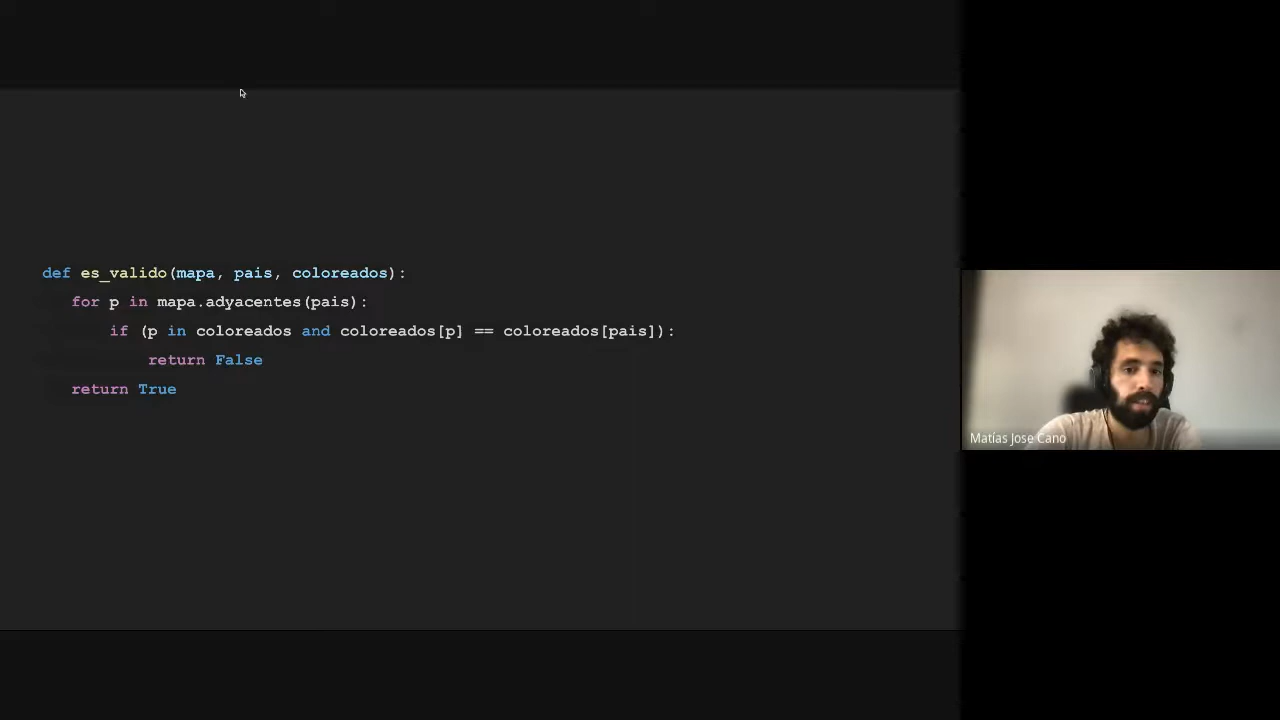 def es_valido(mapa, pais, coloreados):
for p in mapa.adyacentes(pais):
if (p in coloreados and coloreados[p] == coloreados[pais]):
return False
return True
Matías Jose Cano